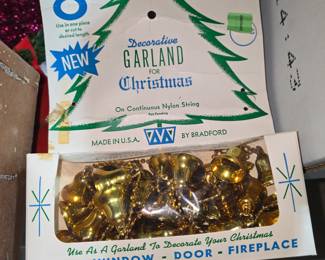 Use in one piece
or cut to
desired length
NEW
Decorative
GARLAND
FOR
Christmas
On Continuous Nylon String
MADE IN U.S.A. BY BRADFORD
Use As A Garland To Decorate Your Christmas
WINDOW - DOOR - FIREPLACE